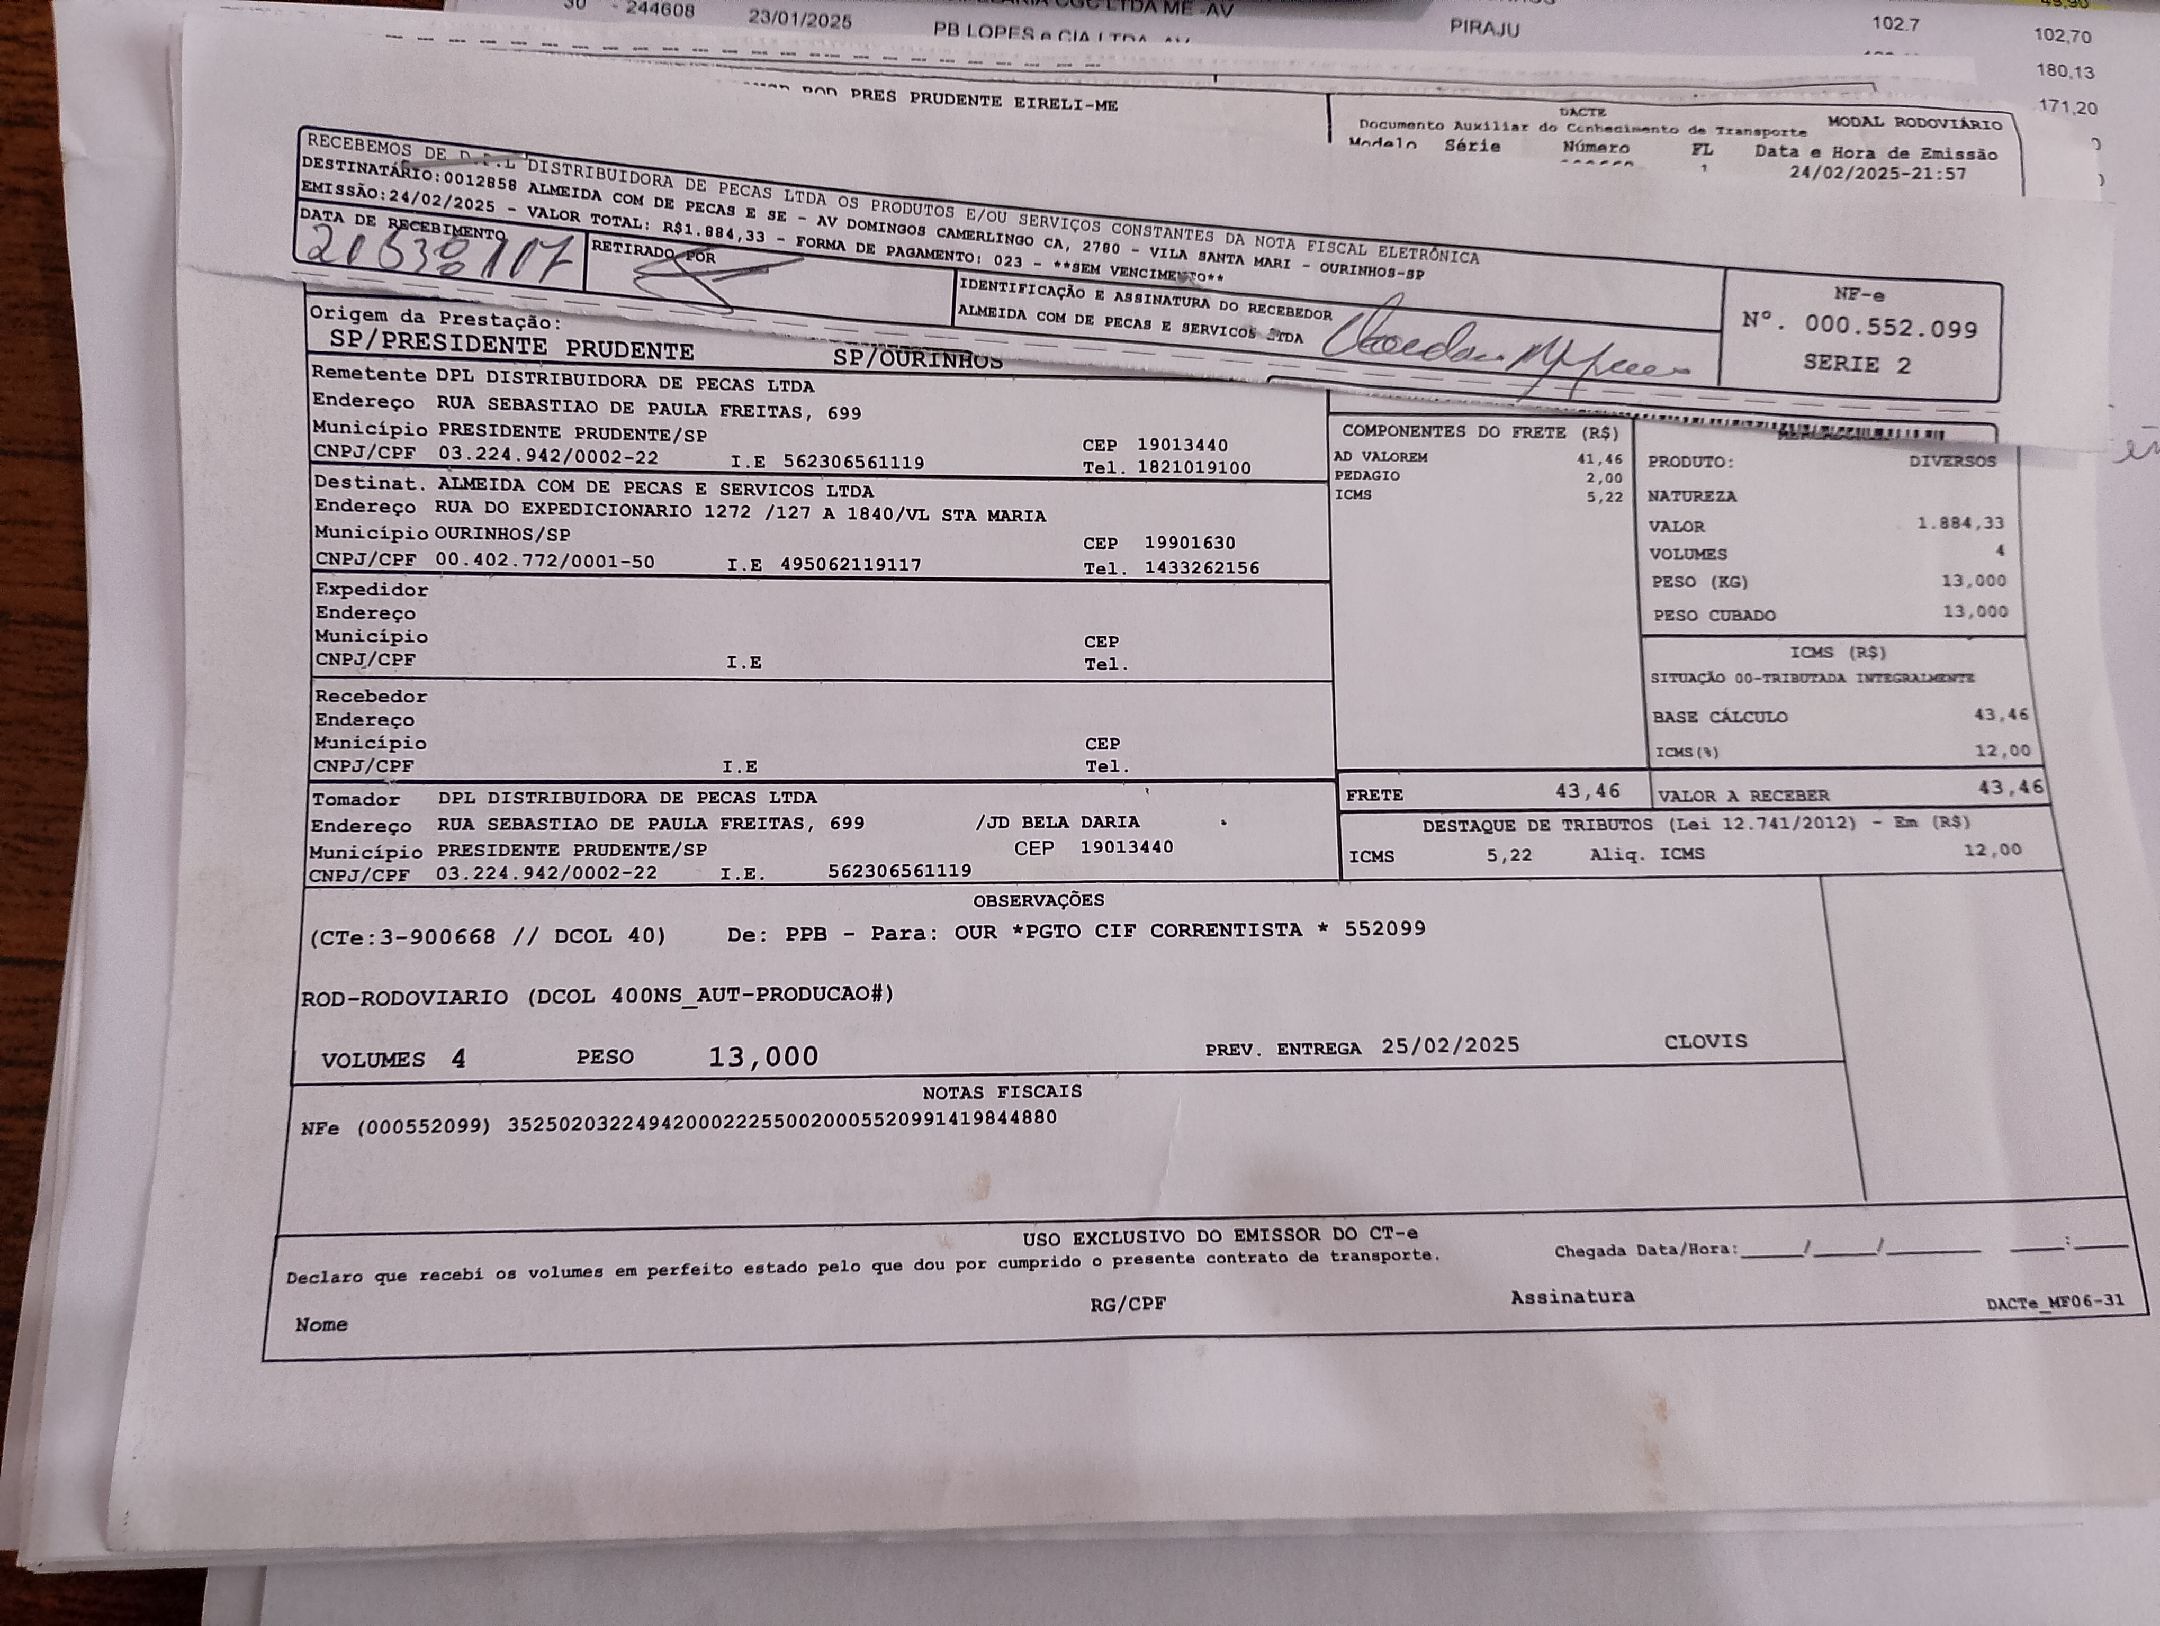 30 - 244608 23/01/2025 LTDA ME -AV
PB LOPES e CIA LTDA PIRAJU 102.7 102,70
180,13
171,20
PRES PRUDENTE EIRELI-ME
DACTE
Documento Auxiliar do Conhecimento de Transporte MODAL RODOVIÁRIO
Modelo Série Número FL Data e Hora de Emissão
1 24/02/2025-21:57
RECEBEMOS DE D.P.L DISTRIBUIDORA DE PECAS LTDA OS PRODUTOS E/OU SERVIÇOS CONSTANTES DA NOTA FISCAL ELETRÔNICA
DESTINATÁRIO:0012858 ALMEIDA COM DE PECAS E SE - AV DOMINGOS CAMERLINGO CA, 2780 - VILA SANTA MARI - OURINHOS-SP
EMISSÃO:24/02/2025 - VALOR TOTAL: R$1.884,33 - FORMA DE PAGAMENTO: 023 - **SEM VENCIMENTO**
DATA DE RECEBIMENTO
RETIRADO POR
IDENTIFICAÇÃO E ASSINATURA DO RECEBEDOR
ALMEIDA COM DE PECAS E SERVICOS LTDA
NF-e
Nº. 000.552.099
SERIE 2
Origem da Prestação:
SP/PRESIDENTE PRUDENTE SP/OURINHOS
Remetente DPL DISTRIBUIDORA DE PECAS LTDA
Endereço RUA SEBASTIAO DE PAULA FREITAS, 699
Município PRESIDENTE PRUDENTE/SP CEP 19013440
CNPJ/CPF 03.224.942/0002-22 I.E 562306561119 Tel. 1821019100
Destinat. ALMEIDA COM DE PECAS E SERVICOS LTDA
Endereço RUA DO EXPEDICIONARIO 1272 /127 A 1840/VL STA MARIA
Município OURINHOS/SP CEP 19901630
CNPJ/CPF 00.402.772/0001-50 I.E 495062119117 Tel. 1433262156
Expedidor
Endereço
Município CEP
CNPJ/CPF I.E Tel.
Recebedor
Endereço
Município CEP
CNPJ/CPF I.E Tel.
Tomador DPL DISTRIBUIDORA DE PECAS LTDA
Endereço RUA SEBASTIAO DE PAULA FREITAS, 699 /JD BELA DARIA
Município PRESIDENTE PRUDENTE/SP CEP 19013440
CNPJ/CPF 03.224.942/0002-22 I.E. 562306561119
COMPONENTES DO FRETE (R$)
AD VALOREM 41,46
PEDAGIO 2,00
ICMS 5,22
PRODUTO: DIVERSOS
NATUREZA
VALOR 1.884,33
VOLUMES 4
PESO (KG) 13,000
PESO CUBADO 13,000
ICMS (R$)
SITUAÇÃO 00-TRIBUTADA INTEGRALMENTE
BASE CÁLCULO 43,46
ICMS(%) 12,00
FRETE 43,46 VALOR A RECEBER 43,46
DESTAQUE DE TRIBUTOS (Lei 12.741/2012) - Em (R$)
ICMS 5,22 Aliq. ICMS 12,00
OBSERVAÇÕES
(CTe:3-900668 // DCOL 40) De: PPB - Para: OUR *PGTO CIF CORRENTISTA * 552099
ROD-RODOVIARIO (DCOL 400NS_AUT-PRODUCAO#)
VOLUMES 4 PESO 13,000 PREV. ENTREGA 25/02/2025 CLOVIS
NOTAS FISCAIS
NFe (000552099) 35250203224942000222550020005520991419844880
USO EXCLUSIVO DO EMISSOR DO CT-e
Declaro que recebi os volumes em perfeito estado pelo que dou por cumprido o presente contrato de transporte. Chegada Data/Hora:____/____/______ ___:___
Nome RG/CPF Assinatura DACTe_MF06-31